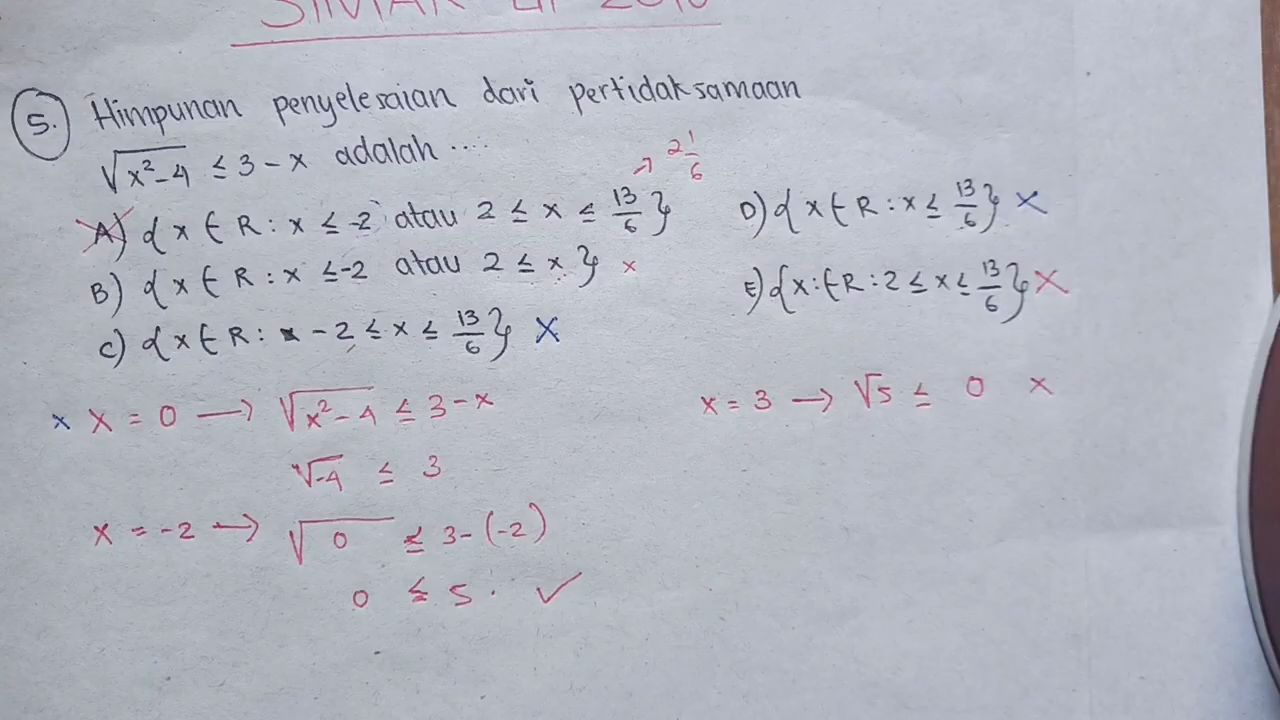 5. Himpunan penyelesaian dari pertidaksamaan
√x²-4 ≤ 3 - x adalah ....
→ 2 1/6
A) {x ∈ R : x ≤ -2 atau 2 ≤ x ≤ 13/6}
B) {x ∈ R : x ≤ -2 atau 2 ≤ x} x
C) {x ∈ R : -2 ≤ x ≤ 13/6} X
D) {x ∈ R : x ≤ 13/6} X
E) {x : ∈ R : 2 ≤ x ≤ 13/6} X
x x = 0 → √x²-4 ≤ 3-x
√-4 ≤ 3
x = -2 → √0 ≤ 3-(-2)
0 ≤ 5. ✓
x = 3 → √5 ≤ 0 x